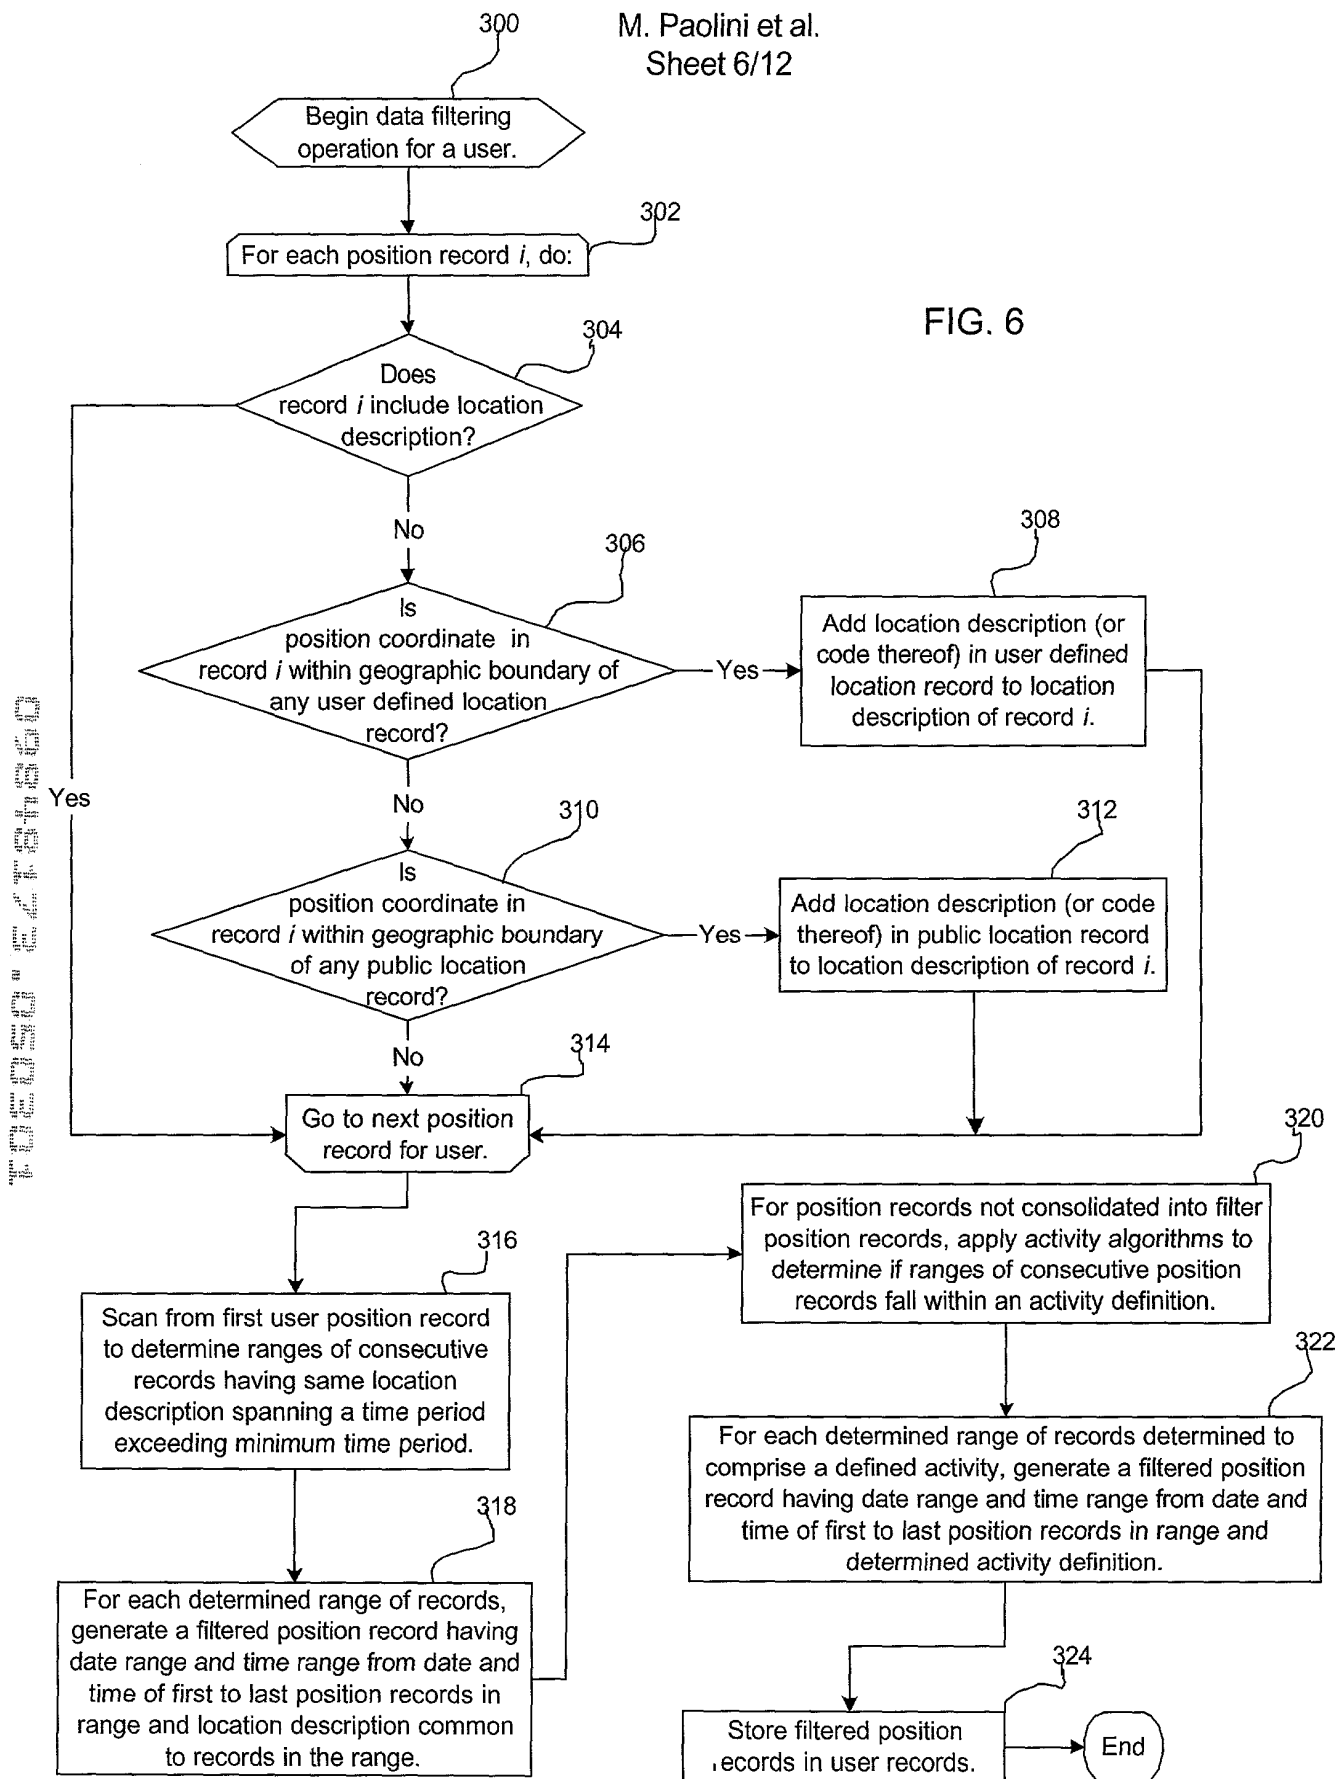 M. Paolini et al.
Sheet 6/12
FIG. 6
300
Begin data filtering
operation for a user.
302
For each position record i, do:
304
Does
record i include location
description?
Yes
No
306
Is
position coordinate in
record i within geographic boundary of
any user defined location
record?
Yes
308
Add location description (or
code thereof) in user defined
location record to location
description of record i.
No
310
Is
position coordinate in
record i within geographic boundary
of any public location
record?
Yes
312
Add location description (or code
thereof) in public location record
to location description of record i.
No
314
Go to next position
record for user.
316
Scan from first user position record
to determine ranges of consecutive
records having same location
description spanning a time period
exceeding minimum time period.
318
For each determined range of records,
generate a filtered position record having
date range and time range from date and
time of first to last position records in
range and location description common
to records in the range.
320
For position records not consolidated into filter
position records, apply activity algorithms to
determine if ranges of consecutive position
records fall within an activity definition.
322
For each determined range of records determined to
comprise a defined activity, generate a filtered position
record having date range and time range from date and
time of first to last position records in range and
determined activity definition.
324
Store filtered position
ecords in user records.
End